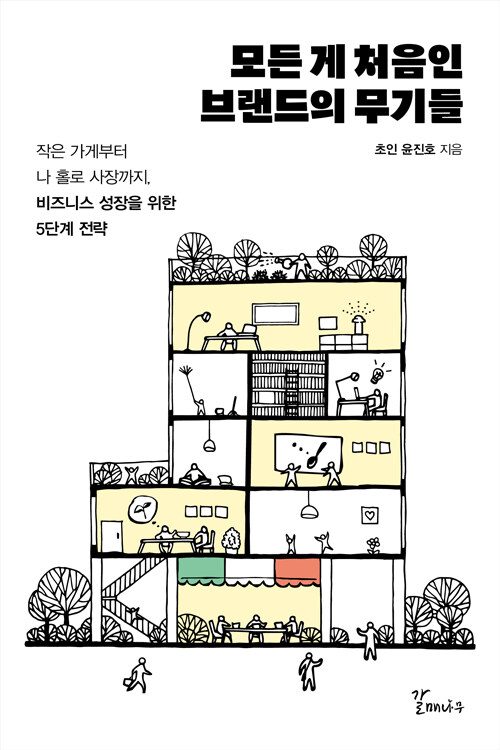 모든 게 처음인
브랜드의 무기들
초인 윤진호 지음
작은 가게부터
나 홀로 사장까지,
비즈니스 성장을 위한
5단계 전략
갈매나무